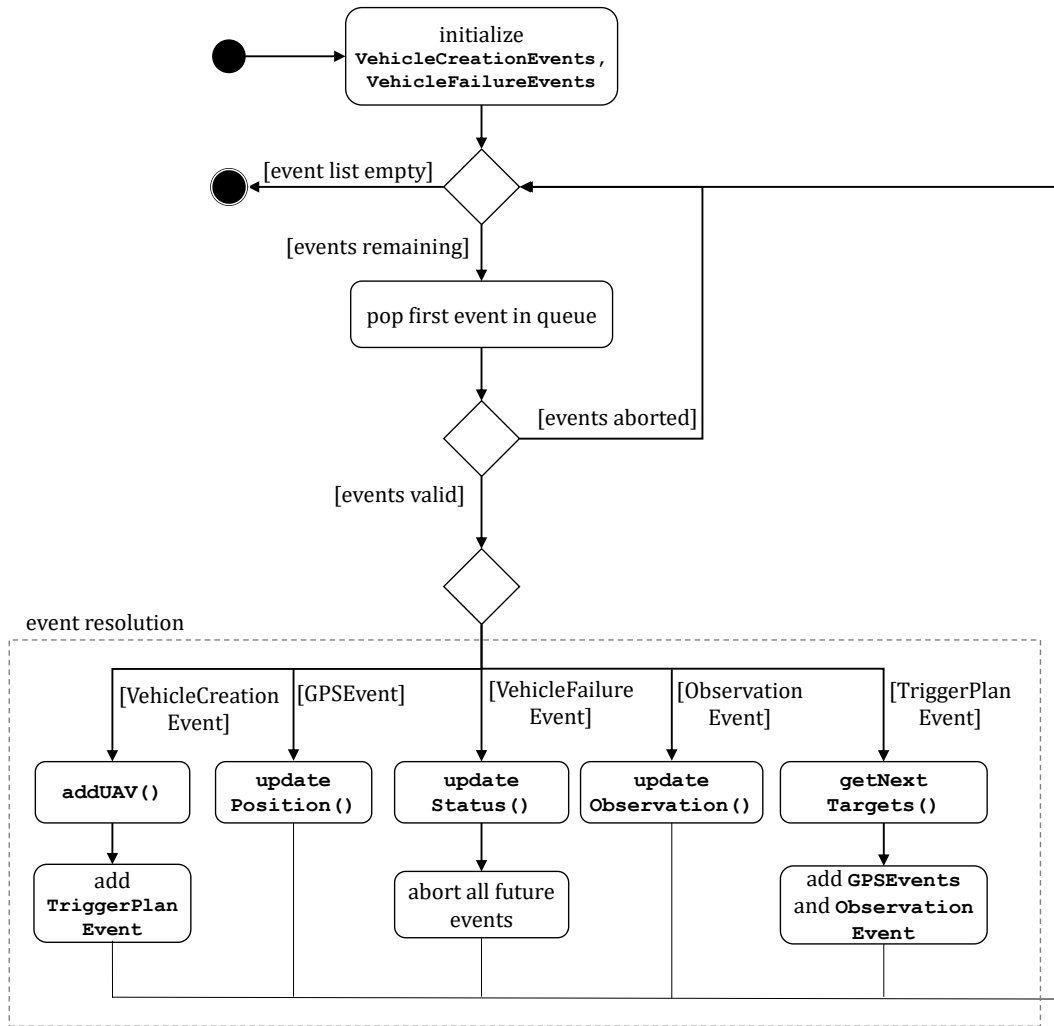 initialize
VehicleCreationEvents,
VehicleFailureEvents
[event list empty]
[events remaining]
pop first event in queue
[events aborted]
[events valid]
event resolution
[VehicleCreation
Event]
[GPSEvent]
[VehicleFailure
Event]
[Observation
Event]
[TriggerPlan
Event]
addUAV()
update
Position()
update
Status()
update
Observation()
getNext
Targets()
add
TriggerPlan
Event
abort all future
events
add GPSEvents
and Observation
Event